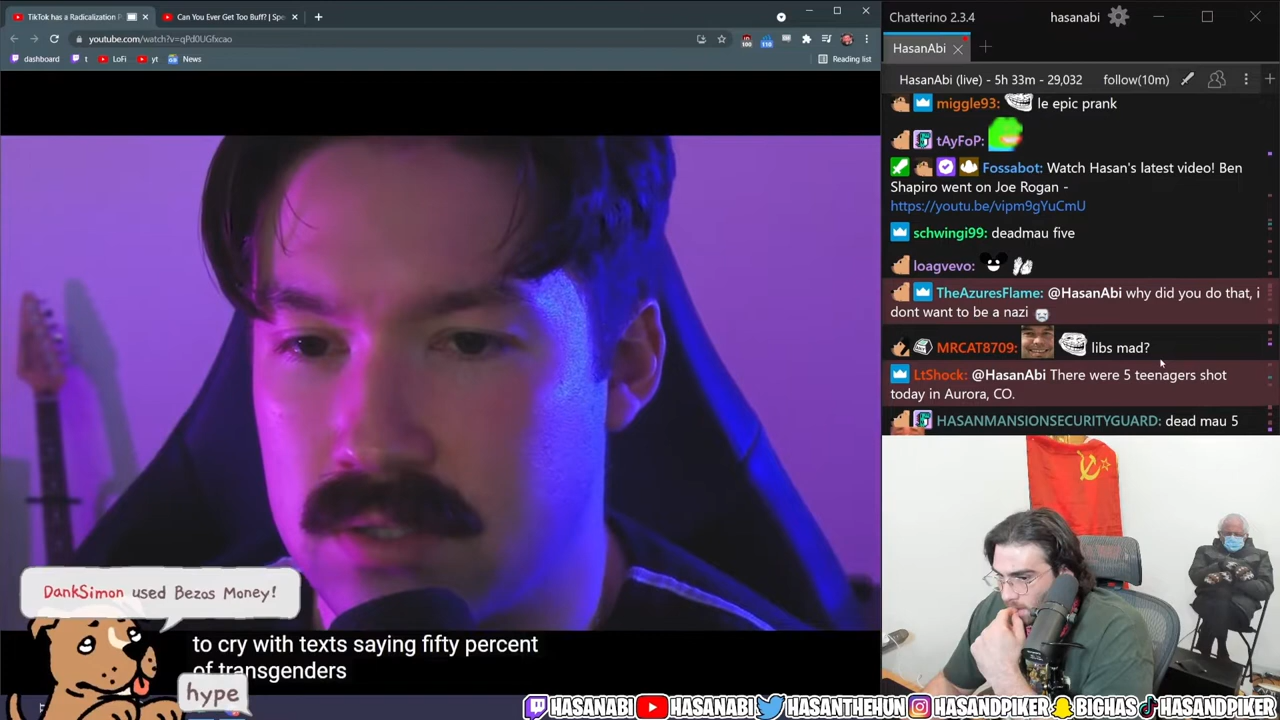 TikTok has a Radicalization P
Can You Ever Get Too Buff? | Spe
youtube.com/watch?v=qPd0UGfxcao
dashboard
t
LoFi
yt
News
Reading list
Chatterino 2.3.4
hasanabi
HasanAbi
HasanAbi (live) - 5h 33m - 29,032
follow(10m)
miggle93: le epic prank
tAyFoP:
Fossabot: Watch Hasan's latest video! Ben
Shapiro went on Joe Rogan -
https://youtu.be/vipm9gYuCmU
schwingi99: deadmau five
loagvevo:
TheAzuresFlame: @HasanAbi why did you do that, i
dont want to be a nazi
MRCAT8709: libs mad?
LtShock: @HasanAbi There were 5 teenagers shot
today in Aurora, CO.
HASANMANSIONSECURITYGUARD: dead mau 5
DankSimon used Bezos Money!
to cry with texts saying fifty percent
of transgenders
hype
HASANABI HASANABI HASANTHEHUN HASANDPIKER BIGHAS HASANDPIKER